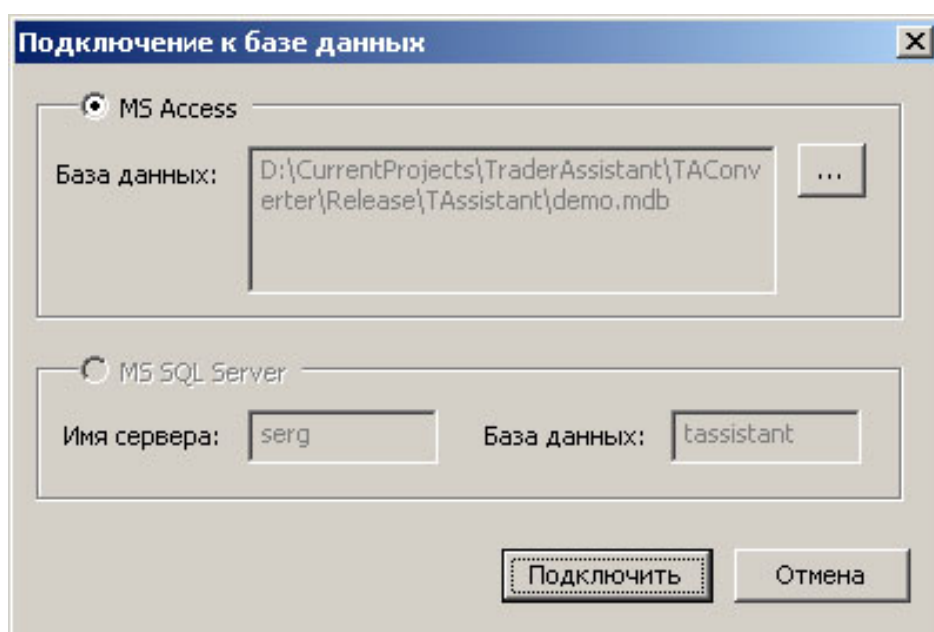 Подключение к базе данных
MS Access
База данных:
D:\CurrentProjects\TraderAssistant\TAConv
erter\Release\TAssistant\demo.mdb
...
MS SQL Server
Имя сервера: serg База данных: tassistant
Подключить Отмена